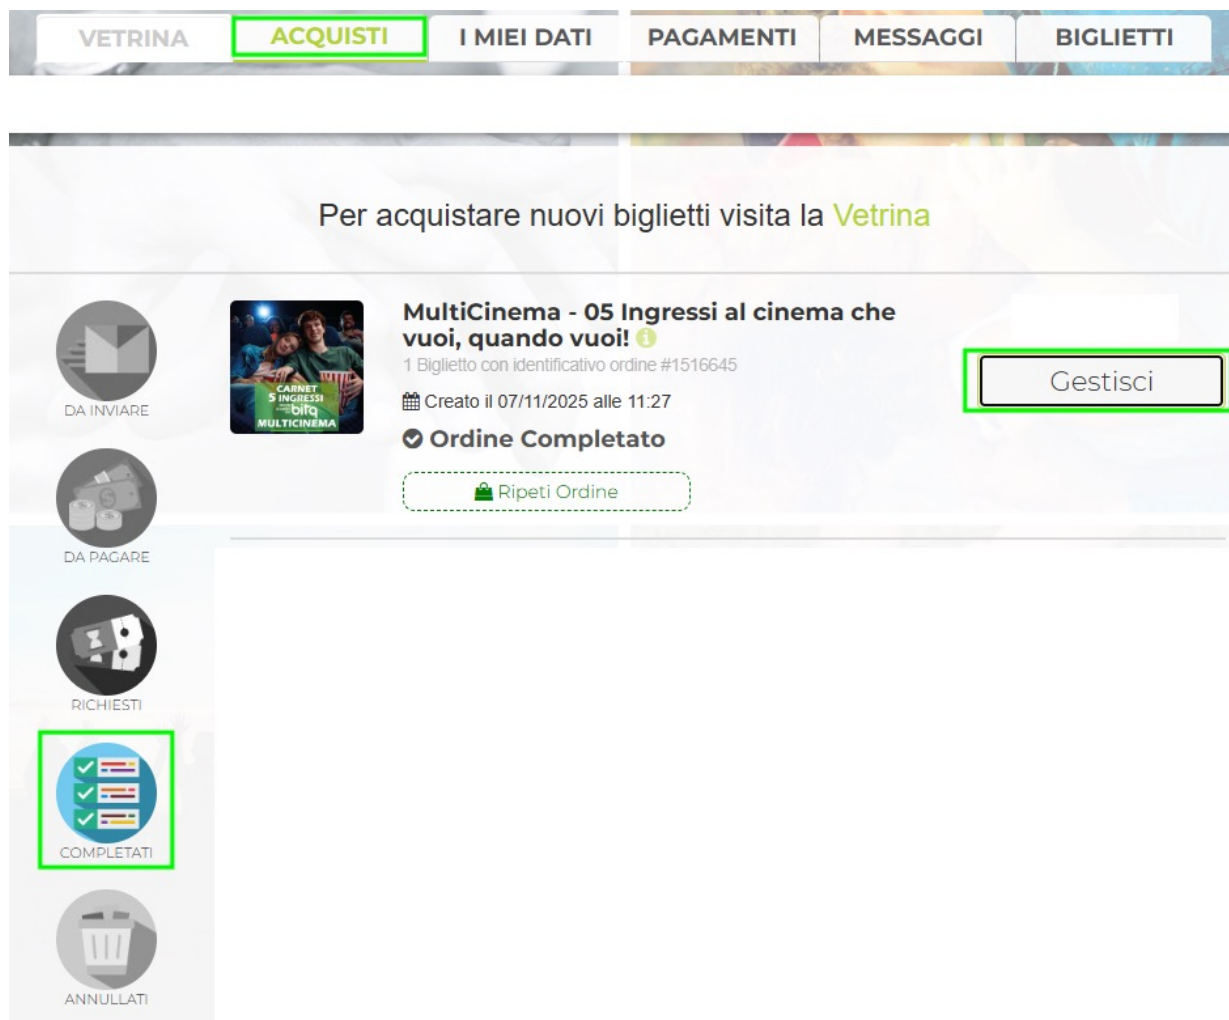 VETRINA
ACQUISTI
I MIEI DATI
PAGAMENTI
MESSAGGI
BIGLIETTI
Per acquistare nuovi biglietti visita la Vetrina
DA INVIARE
DA PAGARE
RICHIESTI
COMPLETATI
ANNULLATI
CARNET
5 INGRESSI
bitq
MULTICINEMA
MultiCinema - 05 Ingressi al cinema che
vuoi, quando vuoi!
1 Biglietto con identificativo ordine #1516645
Creato il 07/11/2025 alle 11:27
Ordine Completato
Ripeti Ordine
Gestisci